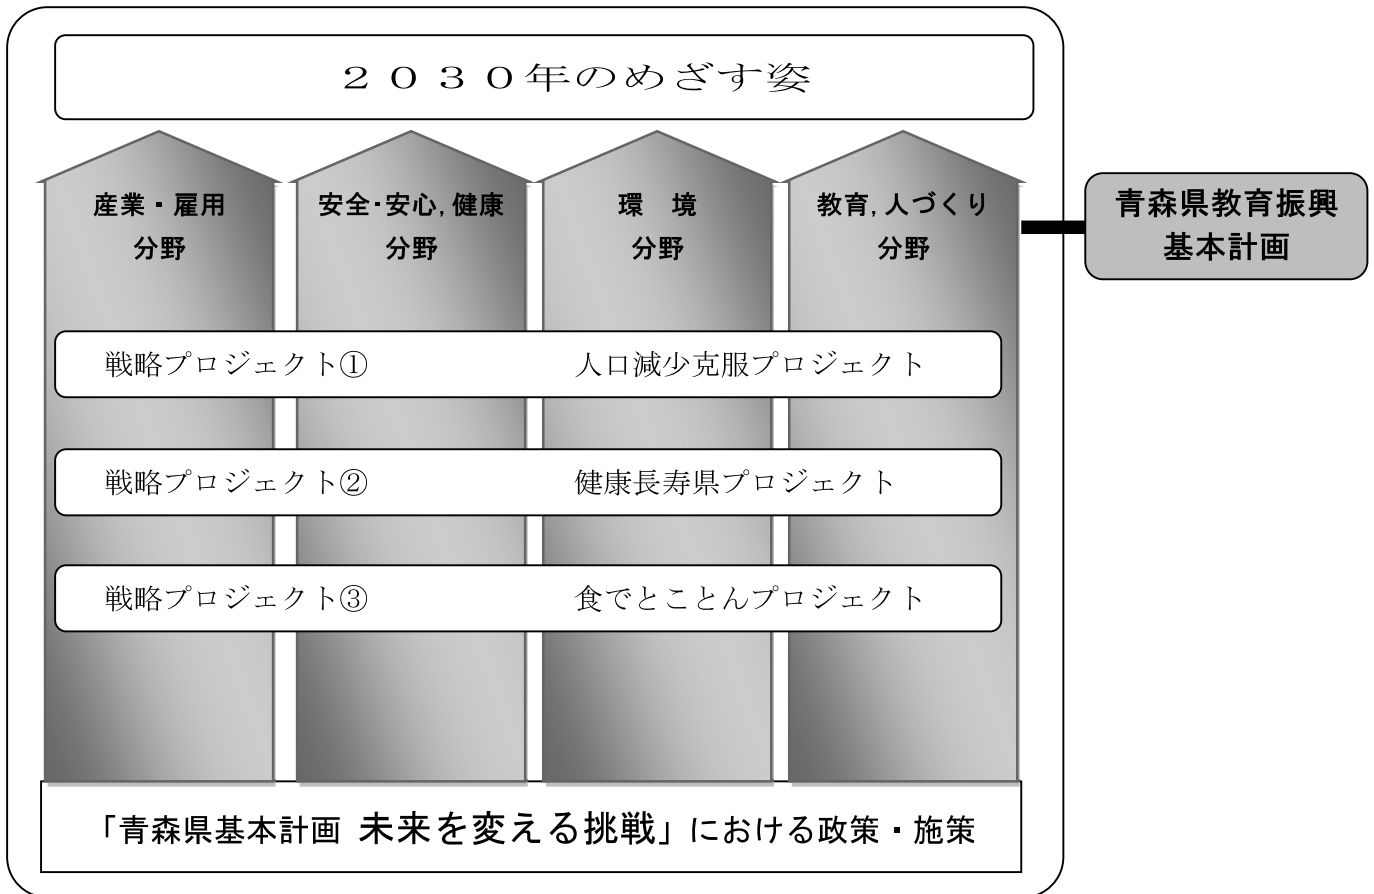 ２０３０年のめざす姿
産業・雇用
分野
安全・安心,健康
分野
環　境
分野
教育,人づくり
分野
青森県教育振興
基本計画
戦略プロジェクト①　人口減少克服プロジェクト
戦略プロジェクト②　健康長寿県プロジェクト
戦略プロジェクト③　食でとことんプロジェクト
「青森県基本計画 未来を変える挑戦」における政策・施策